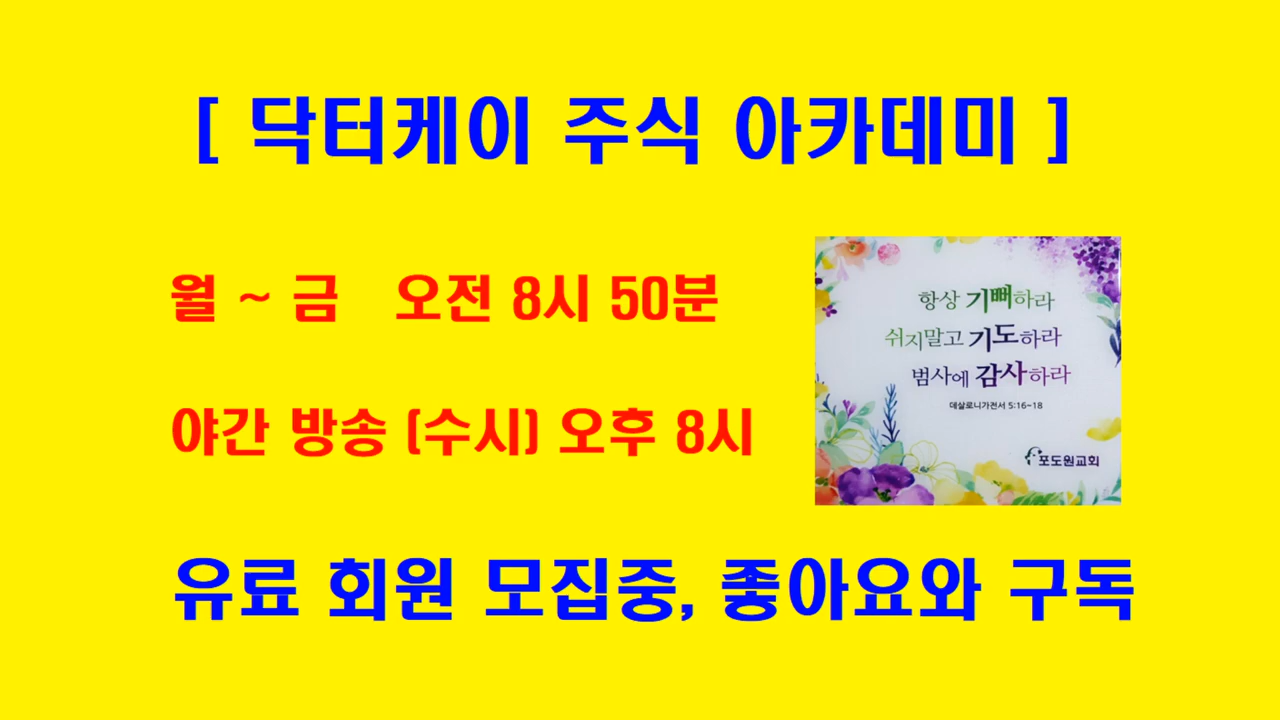 [ 닥터케이 주식 아카데미 ]
월 ~ 금 오전 8시 50분
야간 방송 (수시) 오후 8시
항상 기뻐하라
쉬지말고 기도하라
범사에 감사하라
데살로니가전서 5:16~18
포도원교회
유료 회원 모집중, 좋아요와 구독